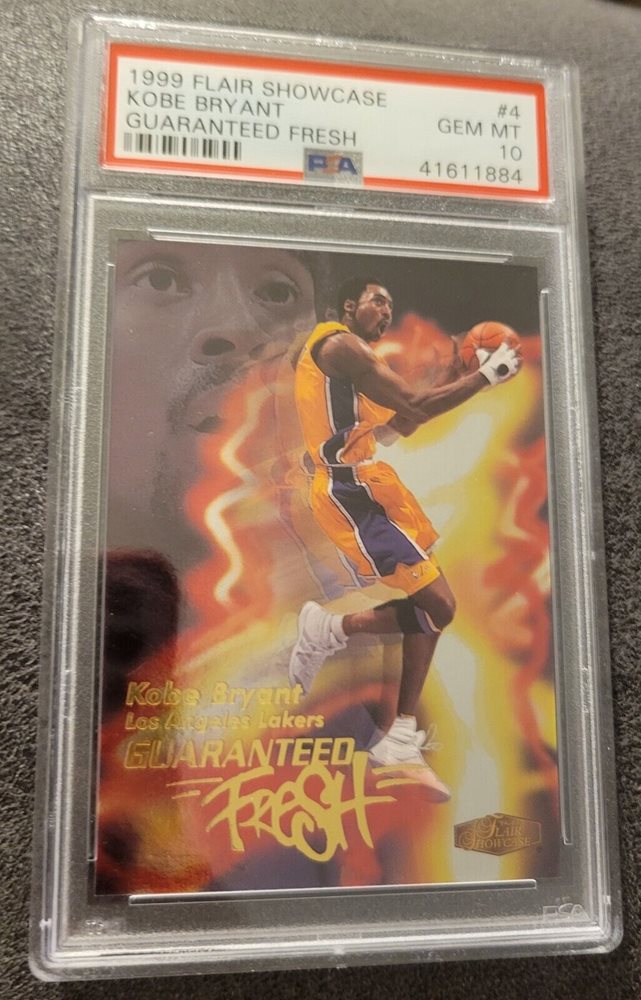 1999 FLAIR SHOWCASE #4
KOBE BRYANT GEM MT
GUARANTEED FRESH 10
PSA 41611884
Kobe Bryant
Los Angeles Lakers
GUARANTEED
FRESH
FLAIR
SHOWCASE
PSA